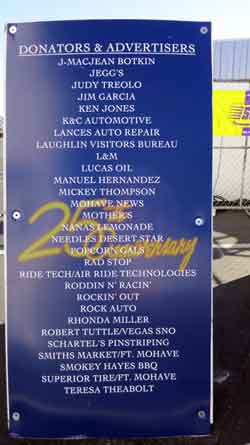 DONATORS & ADVERTISERS
J-MACJEAN BOTKIN
JEGG'S
JUDY TREOLO
JIM GARCIA
KEN JONES
K&C AUTOMOTIVE
LANCES AUTO REPAIR
LAUGHLIN VISITORS BUREAU
L&M
LUCAS OIL
MANUEL HERNANDEZ
MICKEY THOMPSON
MOHAVE NEWS
MOTHER'S
NANAS LEMONADE
NEEDLES DESERT STAR
POPCORN GALS
RAD STOP
RIDE TECH/AIR RIDE TECHNOLOGIES
RODDIN N' RACIN'
ROCKIN' OUT
ROCK AUTO
RHONDA MILLER
ROBERT TUTTLE/VEGAS SNO
SCHARTEL'S PINSTRIPING
SMITHS MARKET/FT. MOHAVE
SMOKEY HAYES BBQ
SUPERIOR TIRE/FT. MOHAVE
TERESA THEABOLT